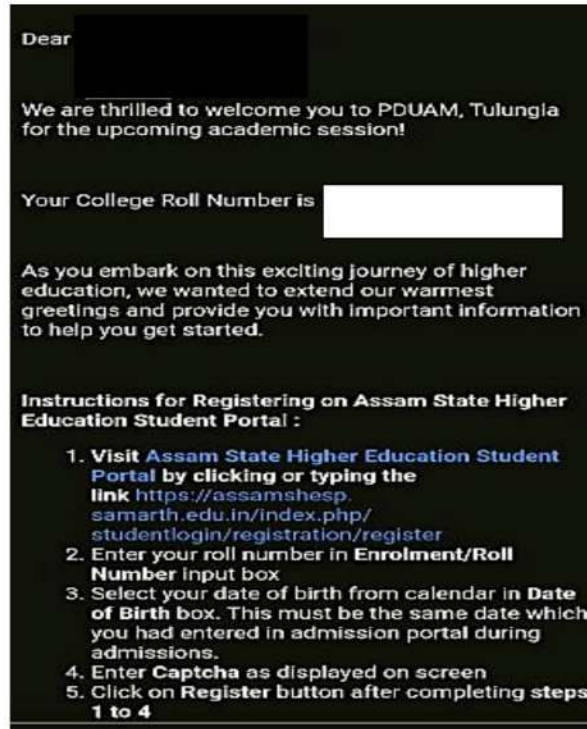 Dear
We are thrilled to welcome you to PDUAM, Tulungia
for the upcoming academic session!
Your College Roll Number is
As you embark on this exciting journey of higher
education, we wanted to extend our warmest
greetings and provide you with important information
to help you get started.
Instructions for Registering on Assam State Higher
Education Student Portal :
1. Visit Assam State Higher Education Student
Portal by clicking or typing the
link https://assamshesp.
samarth.edu.in/index.php/
studentlogin/registration/register
2. Enter your roll number in Enrolment/Roll
Number input box
3. Select your date of birth from calendar in Date
of Birth box. This must be the same date which
you had entered in admission portal during
admissions.
4. Enter Captcha as displayed on screen
5. Click on Register button after completing steps
1 to 4